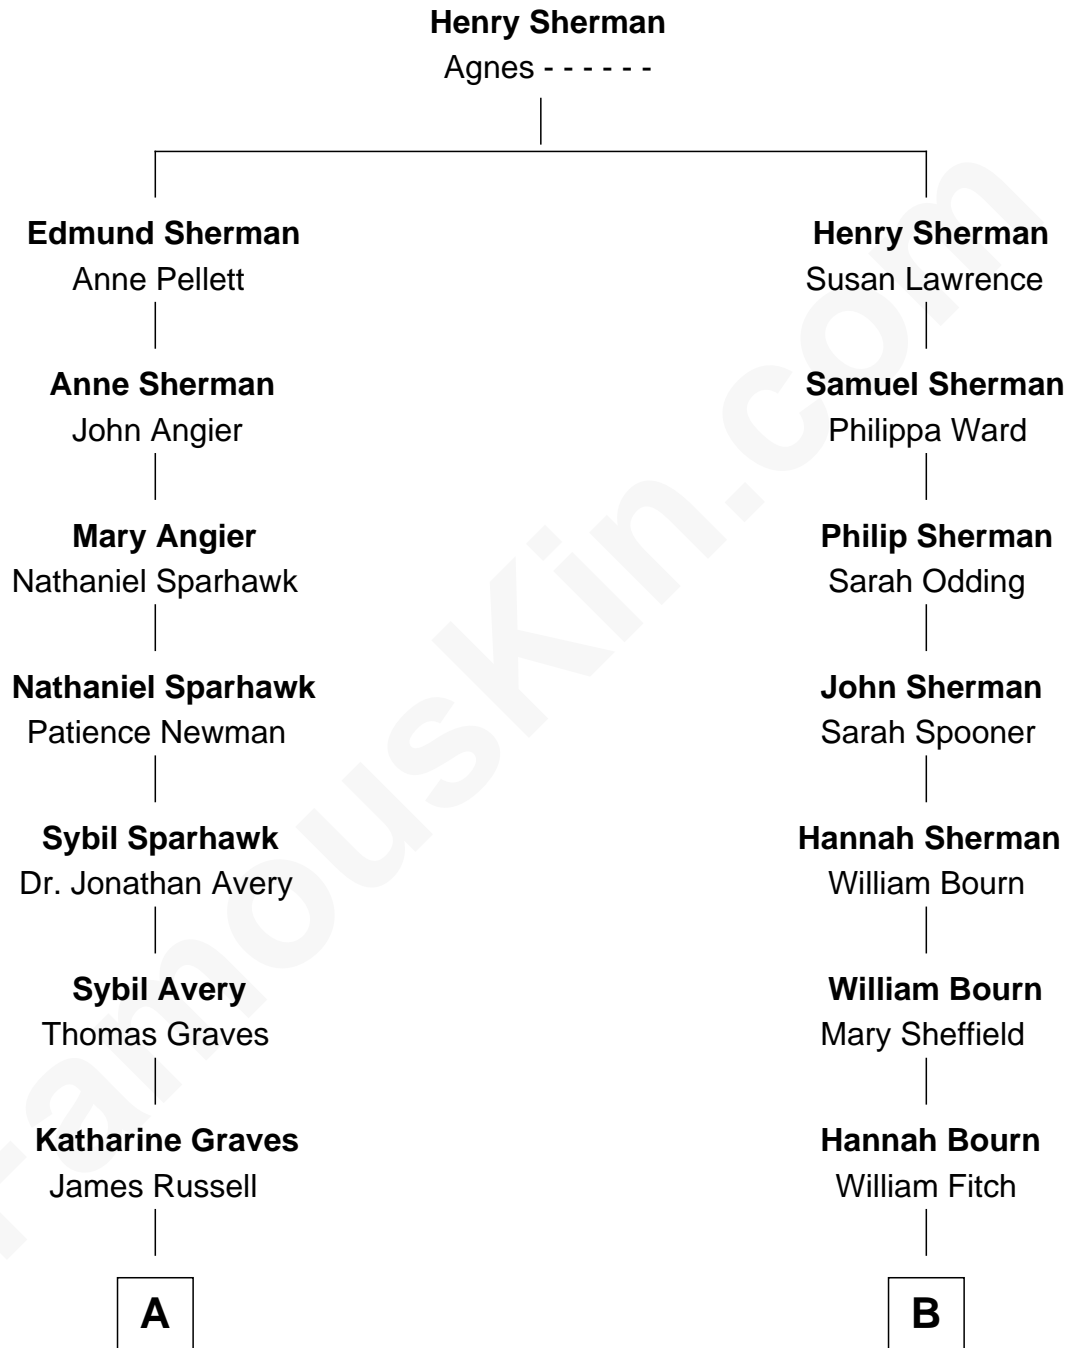 Henry Sherman
Agnes - - - - - -
Edmund Sherman
Anne Pellett
Henry Sherman
Susan Lawrence
Anne Sherman
John Angier
Samuel Sherman
Philippa Ward
Mary Angier
Nathaniel Sparhawk
Philip Sherman
Sarah Odding
Nathaniel Sparhawk
Patience Newman
John Sherman
Sarah Spooner
Sybil Sparhawk
Dr. Jonathan Avery
Hannah Sherman
William Bourn
Sybil Avery
Thomas Graves
William Bourn
Mary Sheffield
Katharine Graves
James Russell
Hannah Bourn
William Fitch
A
B
FamousKin.com